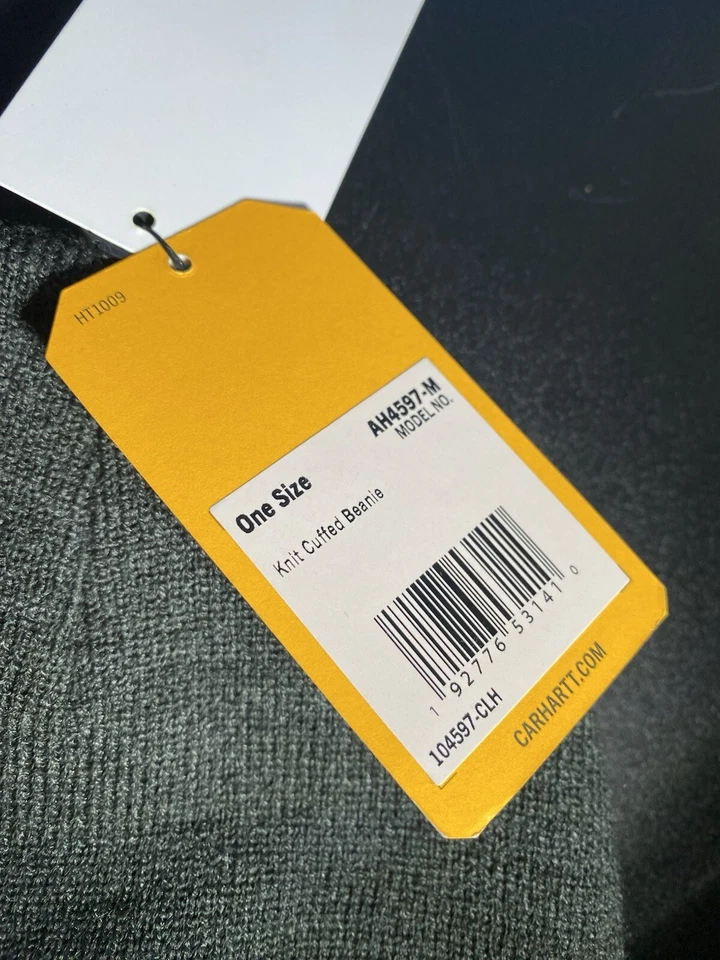 HT1009
AH4597-M
MODEL NO.
One Size
Knit Cuffed Beanie
1 92776 53141 0
104597-CLH
CARHARTT.COM